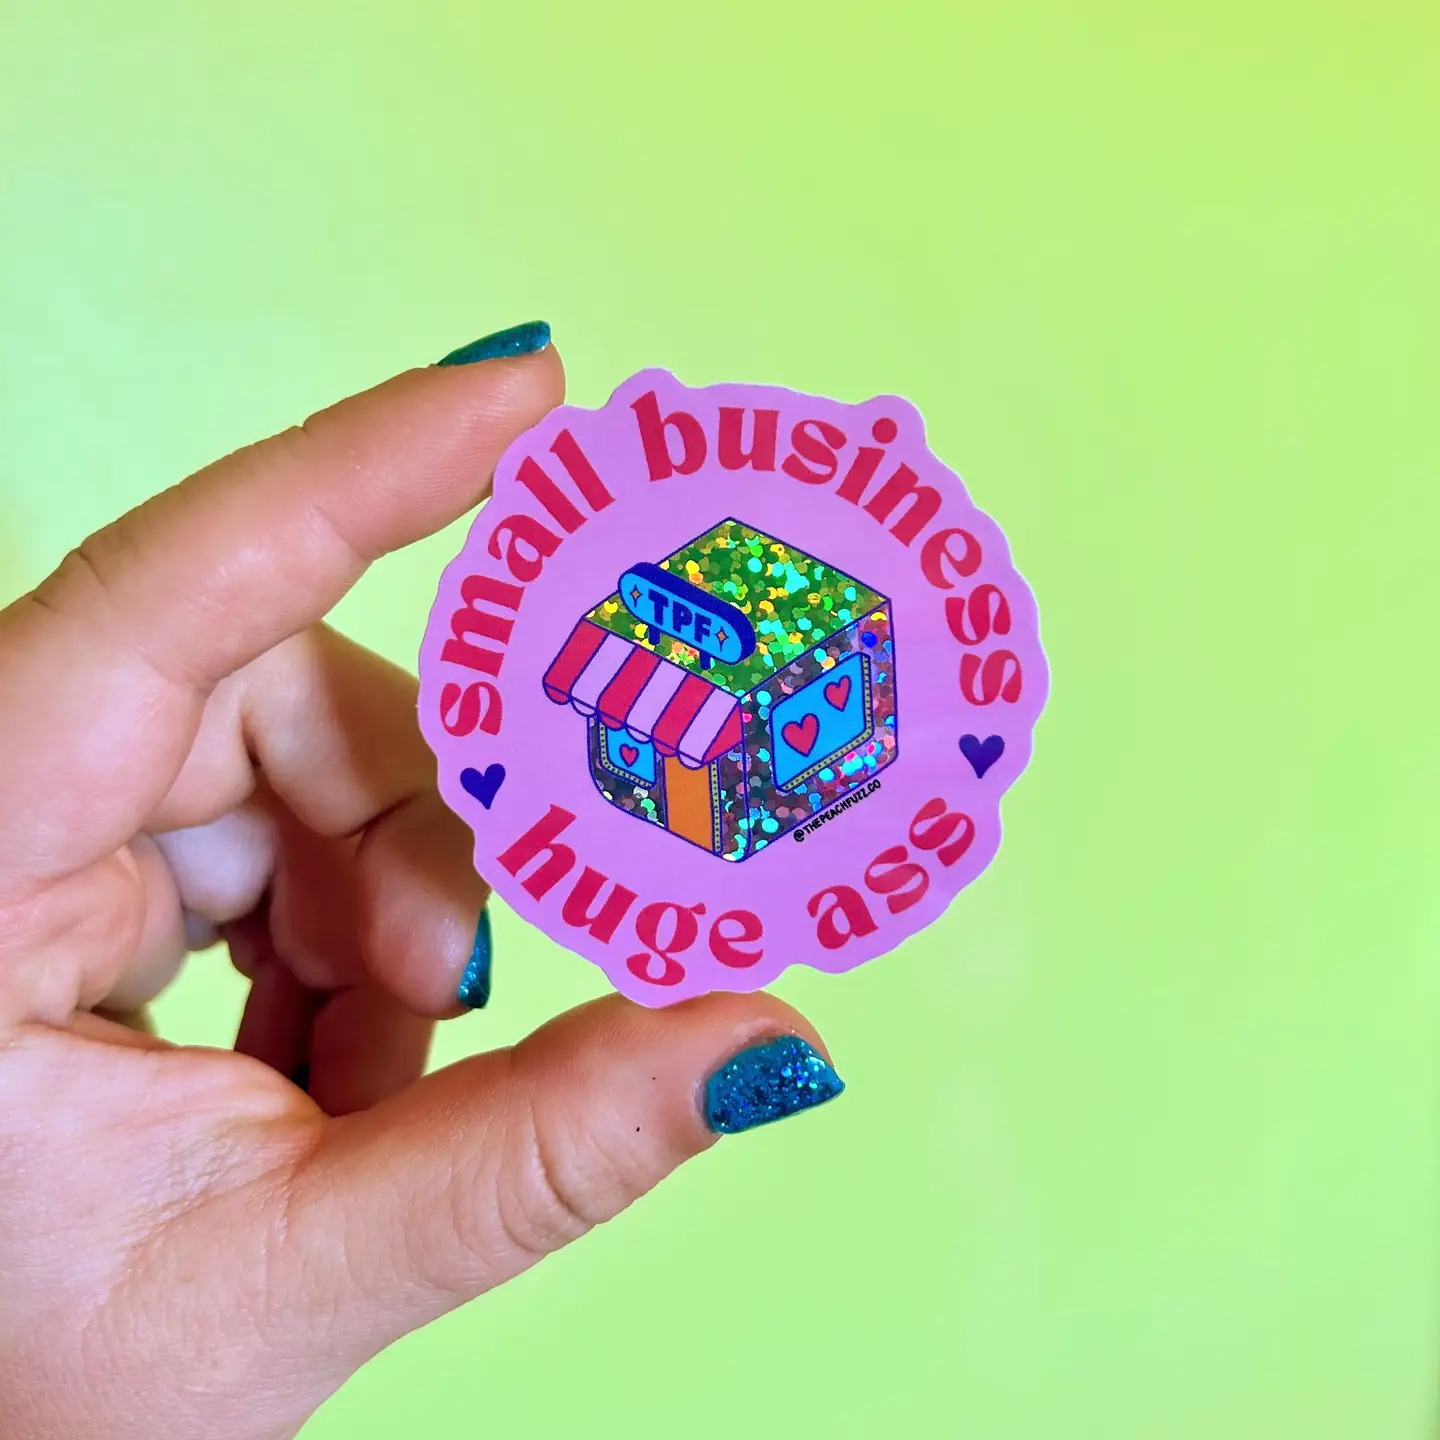 small business
TPF
@THEPEACHFUZZ.CO
huge ass